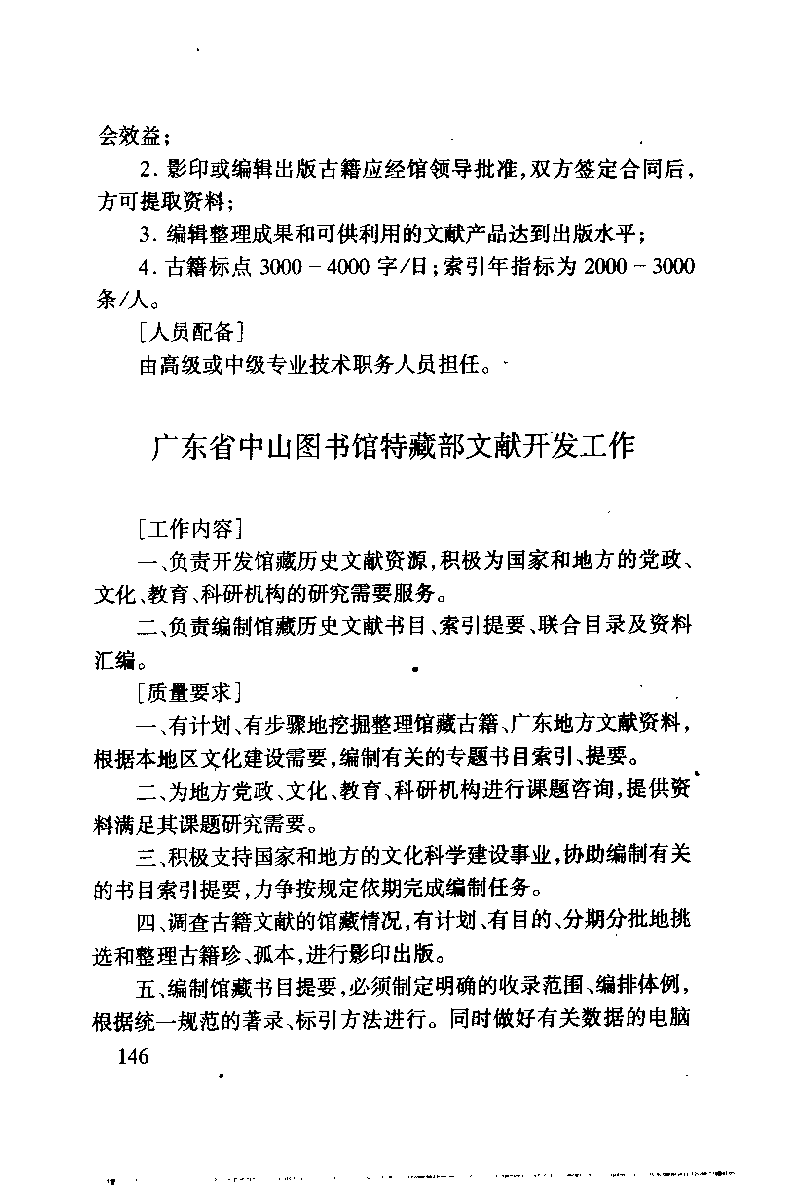 会效益；
2. 影印或编辑出版古籍应经馆领导批准，双方签定合同后，
方可提取资料；
3. 编辑整理成果和可供利用的文献产品达到出版水平；
4. 古籍标点 3000－4000 字/日；索引年指标为 2000－3000
条/人。
[人员配备]
由高级或中级专业技术职务人员担任。
广东省中山图书馆特藏部文献开发工作
[工作内容]
一、负责开发馆藏历史文献资源，积极为国家和地方的党政、
文化、教育、科研机构的研究需要服务。
二、负责编制馆藏历史文献书目、索引提要、联合目录及资料
汇编。
[质量要求]
一、有计划、有步骤地挖掘整理馆藏古籍、广东地方文献资料，
根据本地区文化建设需要，编制有关的专题书目索引、提要。
二、为地方党政、文化、教育、科研机构进行课题咨询，提供资
料满足其课题研究需要。
三、积极支持国家和地方的文化科学建设事业，协助编制有关
的书目索引提要，力争按规定依期完成编制任务。
四、调查古籍文献的馆藏情况，有计划、有目的、分期分批地挑
选和整理古籍珍、孤本，进行影印出版。
五、编制馆藏书目提要，必须制定明确的收录范围、编排体例，
根据统一规范的著录、标引方法进行。同时做好有关数据的电脑
146